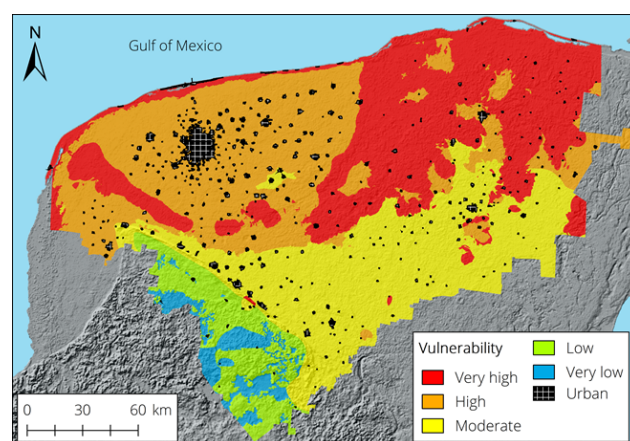 Gulf of Mexico
N
Vulnerability
Very high
High
Moderate
Low
Very low
Urban
0 30 60 km